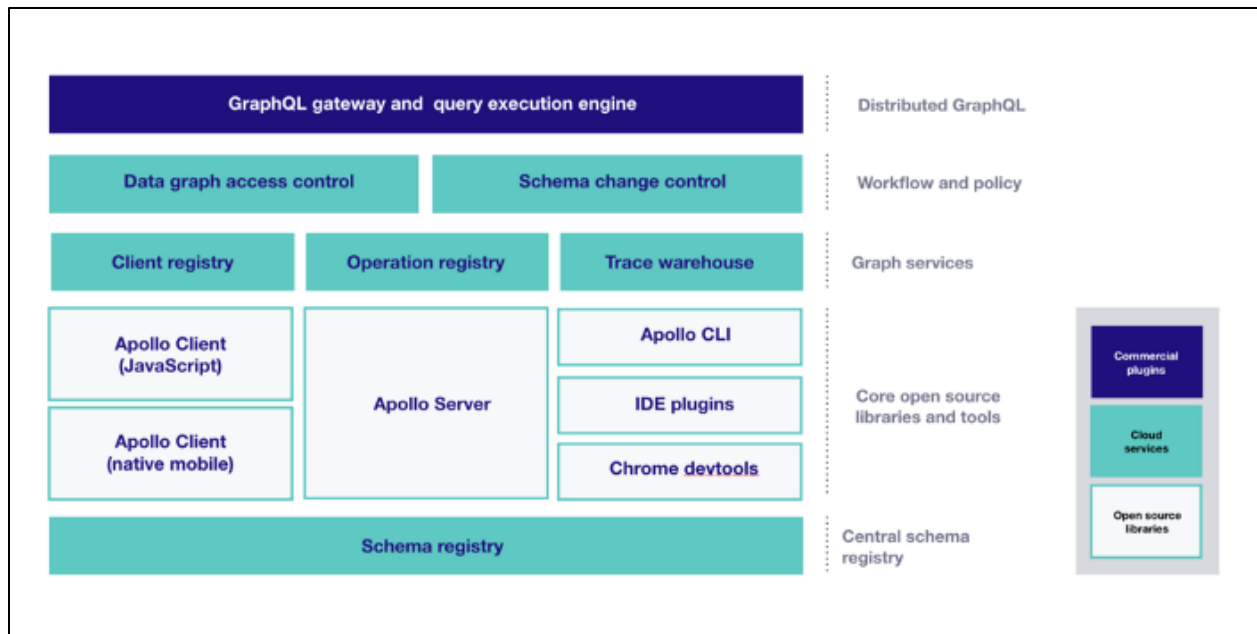 GraphQL gateway and query execution engine
Distributed GraphQL
Data graph access control
Schema change control
Workflow and policy
Client registry
Operation registry
Trace warehouse
Graph services
Apollo Client
(JavaScript)
Apollo Client
(native mobile)
Apollo Server
Apollo CLI
IDE plugins
Chrome devtools
Core open source
libraries and tools
Schema registry
Central schema
registry
Commercial
plugins
Cloud
services
Open source
libraries